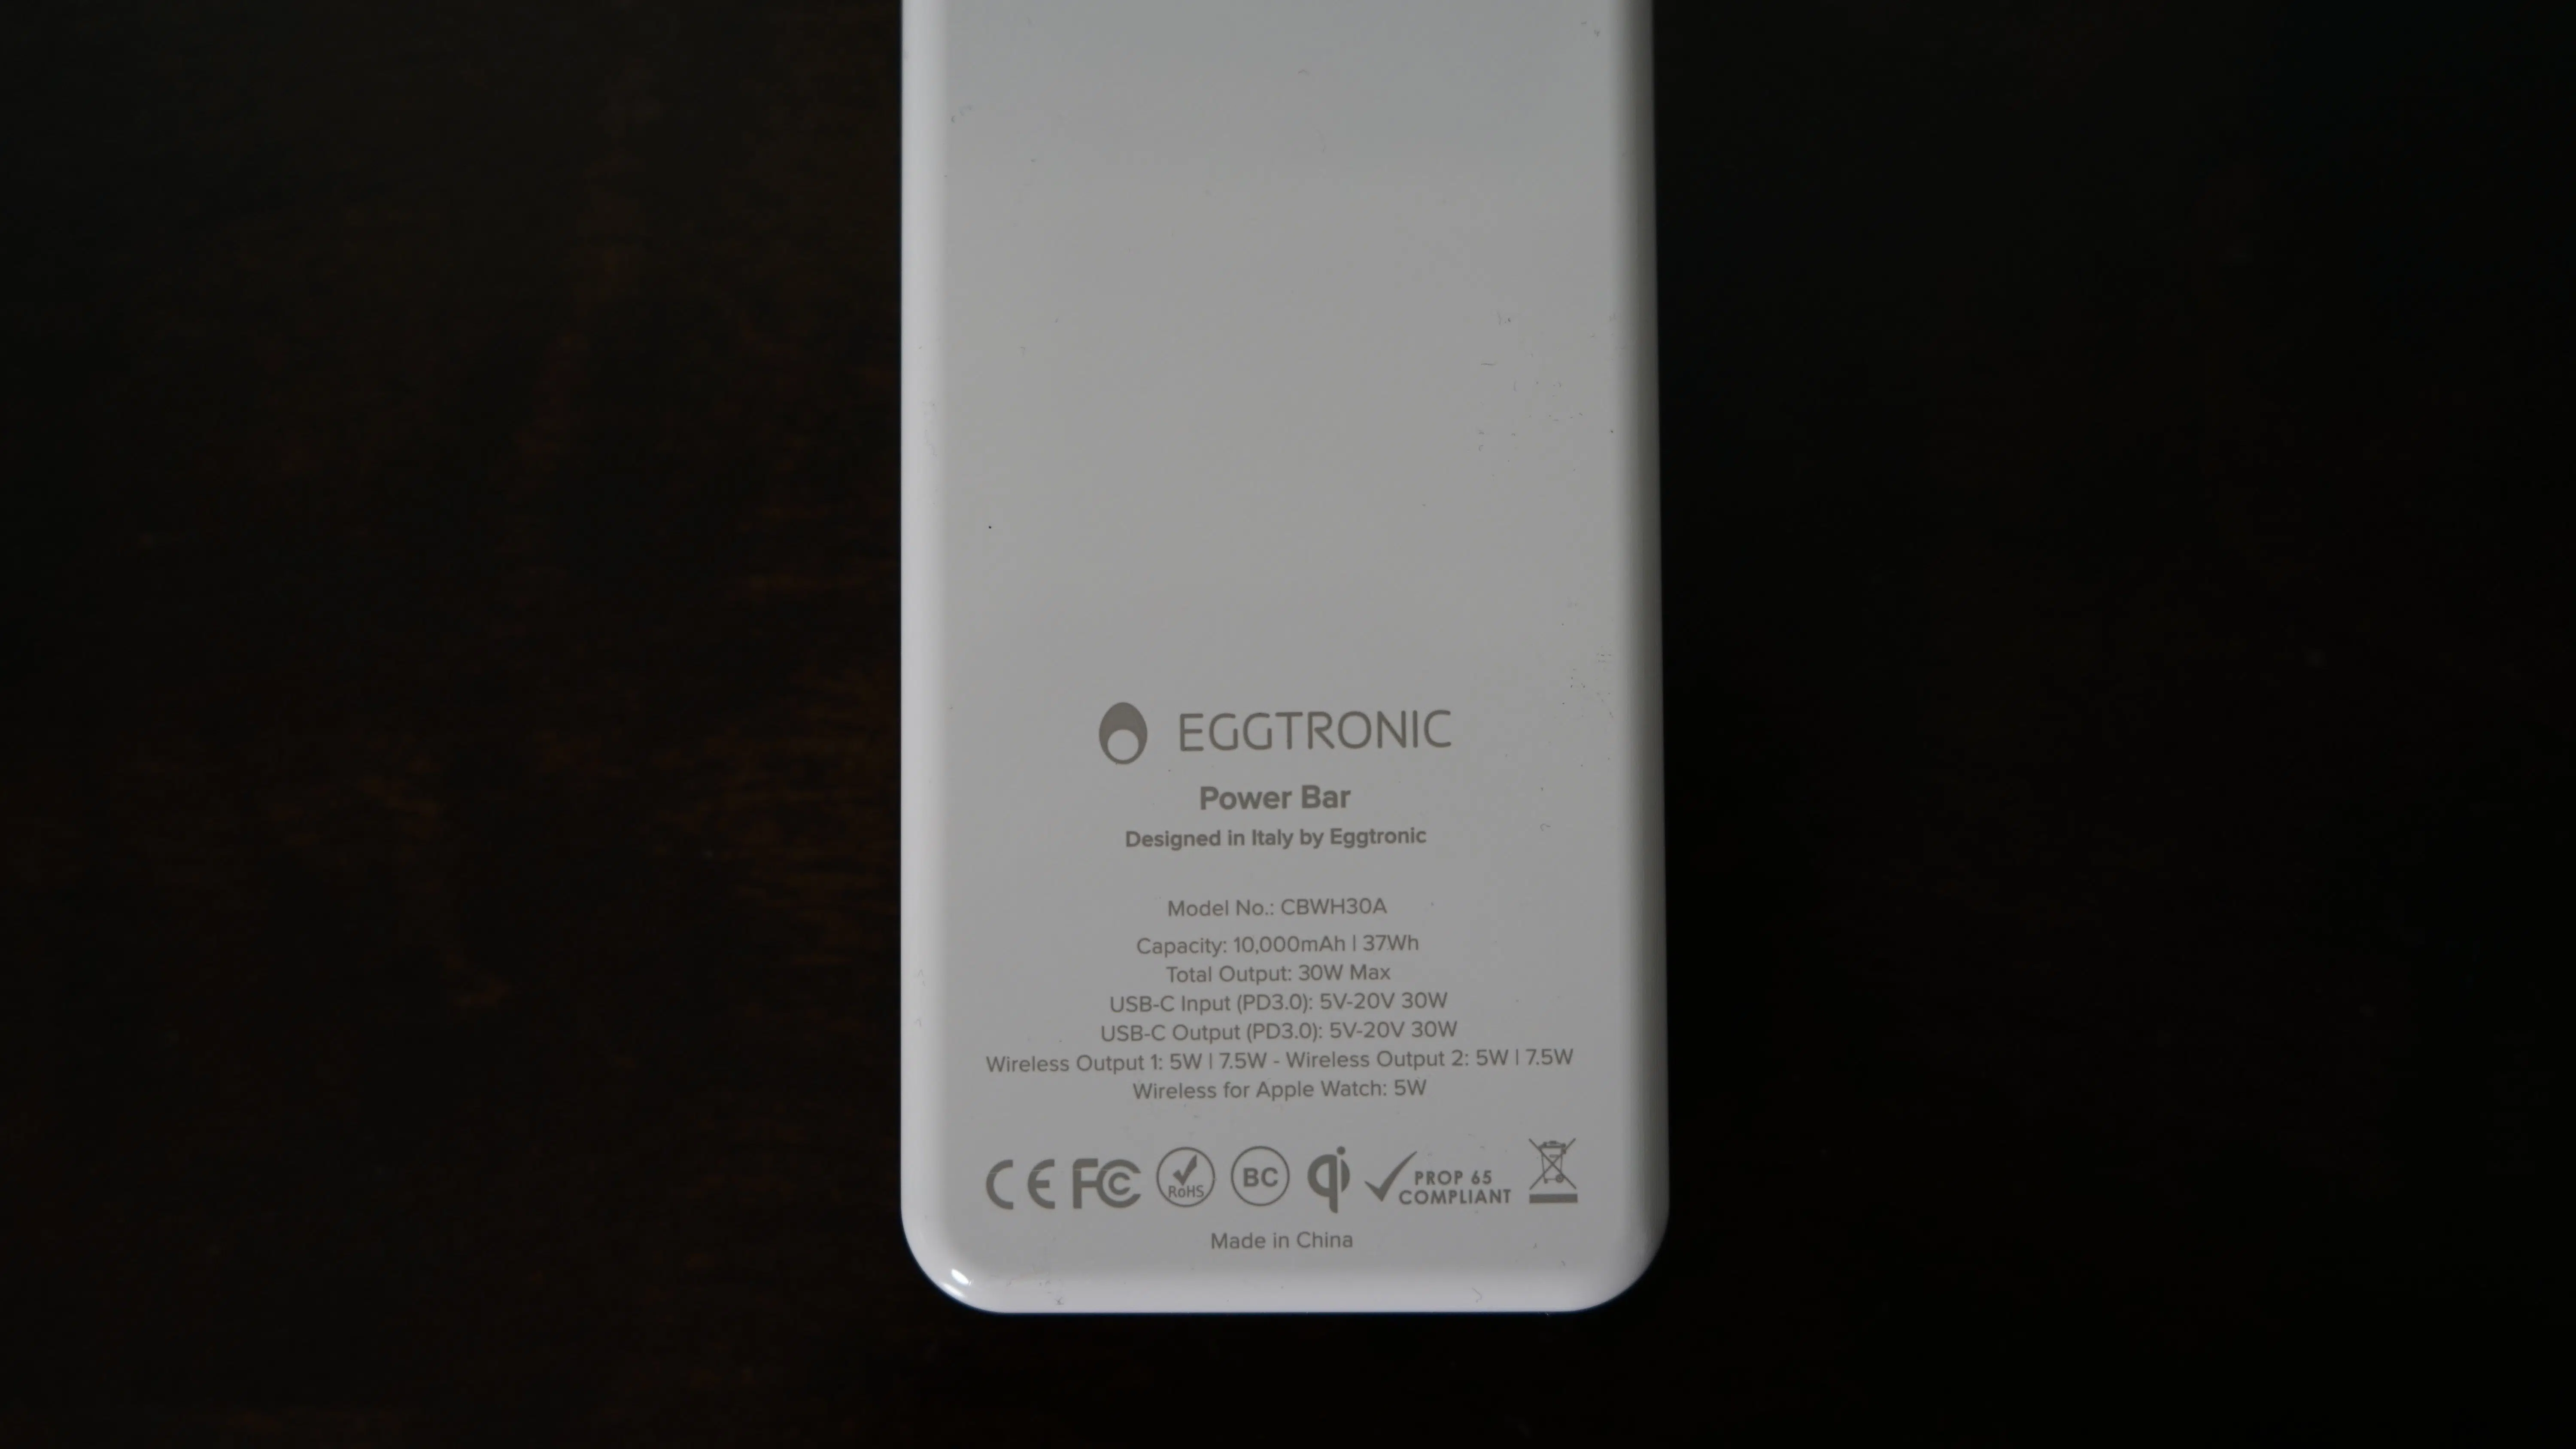 EGGTRONIC
Power Bar
Designed in Italy by Eggtronic
Model No.: CBWH30A
Capacity: 10,000mAh | 37Wh
Total Output: 30W Max
USB-C Input (PD3.0): 5V-20V 30W
USB-C Output (PD3.0): 5V-20V 30W
Wireless Output 1: 5W | 7.5W - Wireless Output 2: 5W | 7.5W
Wireless for Apple Watch: 5W
CE FC RoHS BC qi PROP 65
COMPLIANT
Made in China